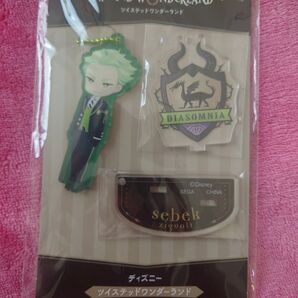 WONDERLAND
ツイステッドワンダーランド
DIASOMNIA
©Disney
SEGA CHINA
sebek
zigvolt
ディズニー
ツイステッドワンダーランド